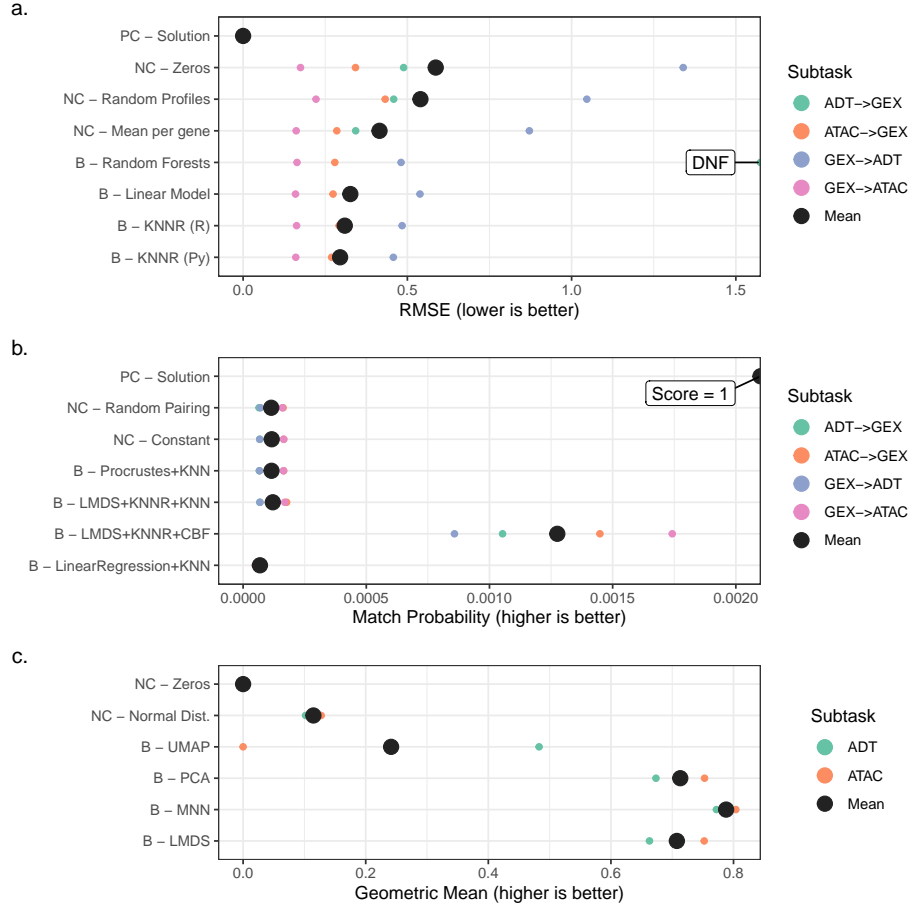 a.
PC − Solution
NC − Zeros
NC − Random Profiles
NC − Mean per gene
B − Random Forests
B − Linear Model
B − KNNR (R)
B − KNNR (Py)
DNF
0.0 0.5 1.0 1.5
RMSE (lower is better)
Subtask
ADT−>GEX
ATAC−>GEX
GEX−>ADT
GEX−>ATAC
Mean
b.
PC − Solution
NC − Random Pairing
NC − Constant
B − Procrustes+KNN
B − LMDS+KNNR+KNN
B − LMDS+KNNR+CBF
B − LinearRegression+KNN
Score = 1
0.0000 0.0005 0.0010 0.0015 0.0020
Match Probability (higher is better)
Subtask
ADT−>GEX
ATAC−>GEX
GEX−>ADT
GEX−>ATAC
Mean
c.
NC − Zeros
NC − Normal Dist.
B − UMAP
B − PCA
B − MNN
B − LMDS
0.0 0.2 0.4 0.6 0.8
Geometric Mean (higher is better)
Subtask
ADT
ATAC
Mean